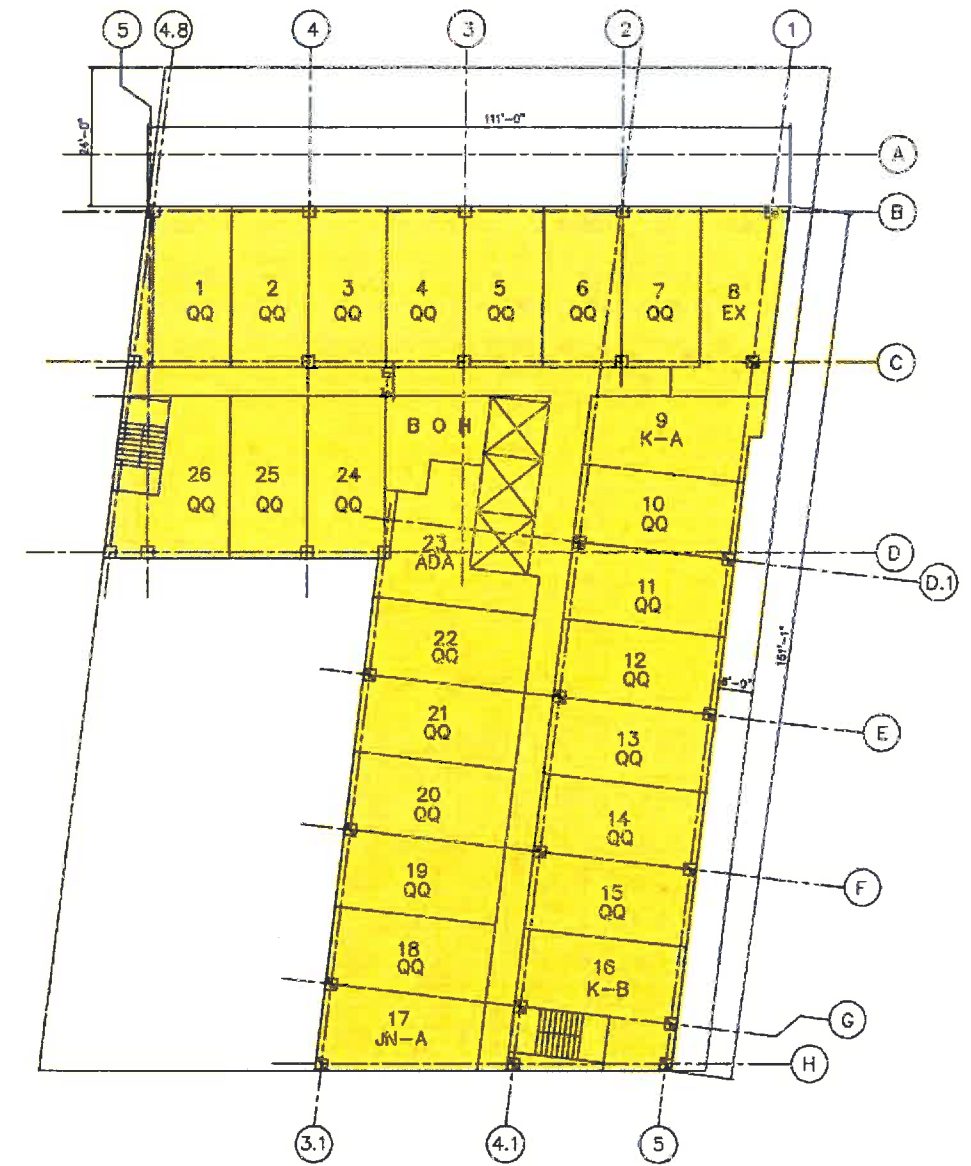 5
4.8
4
3
2
1
111'-0"
A
B
1
QQ
2
QQ
3
QQ
4
QQ
5
QQ
6
QQ
7
QQ
8
EX
C
B O H
9
K-A
26
QQ
25
QQ
24
QQ
10
QQ
23
ADA
D
D.1
11
QQ
22
QQ
12
QQ
151'-1"
21
QQ
13
QQ
E
20
QQ
14
QQ
19
QQ
15
QQ
F
18
QQ
16
K-B
17
JN-A
G
H
3.1
4.1
5